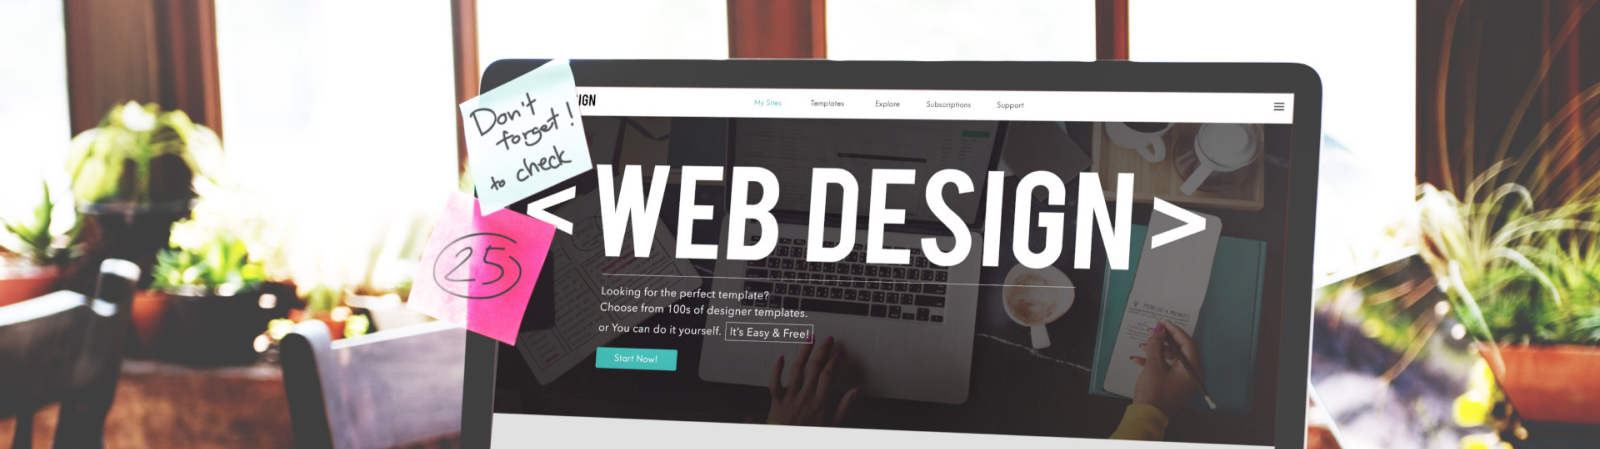 Don't
forget!
to check
25
IGN
My Sites
Templates
Explore
Subscriptions
Support
< WEB DESIGN >
Looking for the perfect template?
Choose from 100s of designer templates.
or You can do it yourself. It's Easy & Free!
Start Now!